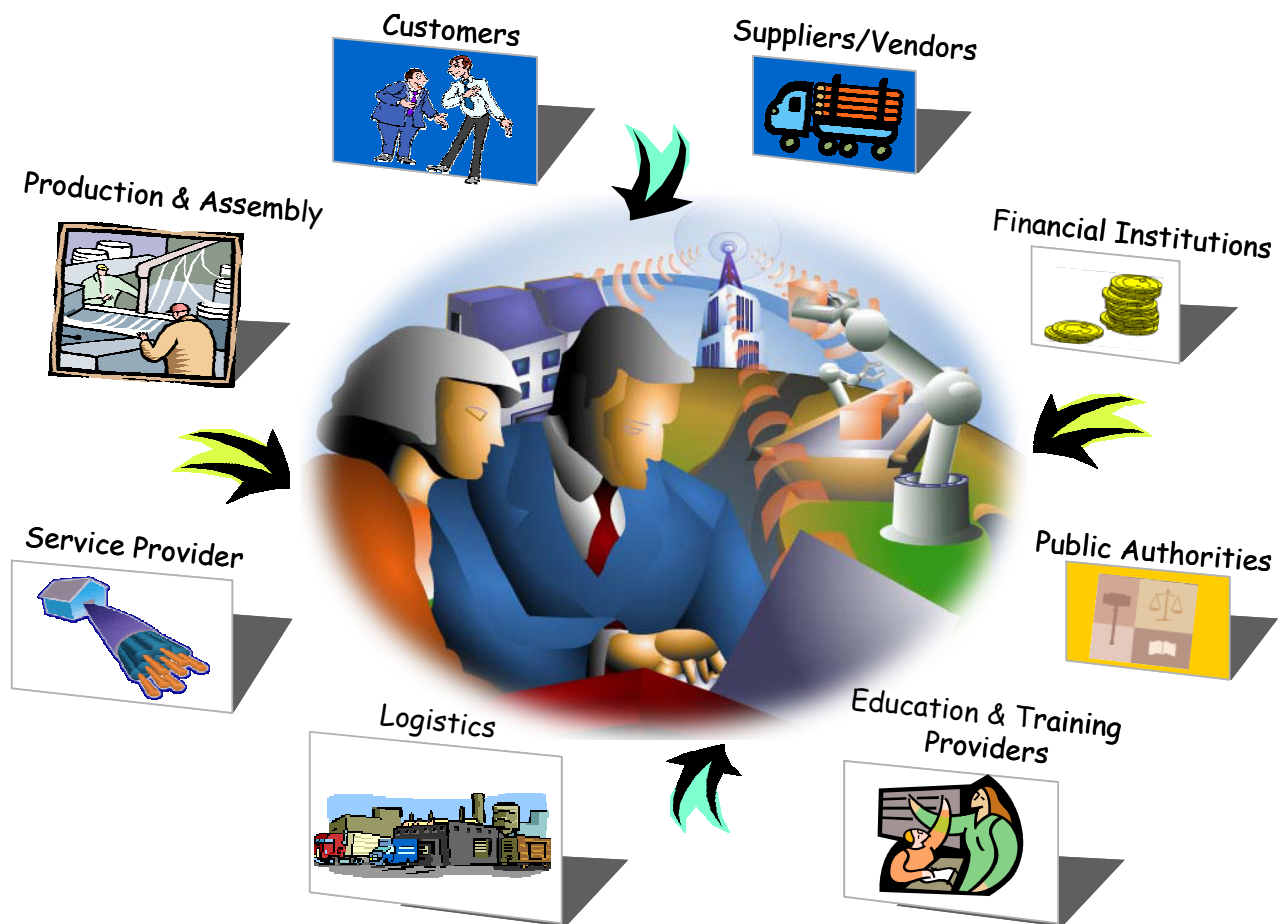 Customers
Suppliers/Vendors
Production & Assembly
Financial Institutions
Service Provider
Public Authorities
Logistics
Education & Training
Providers